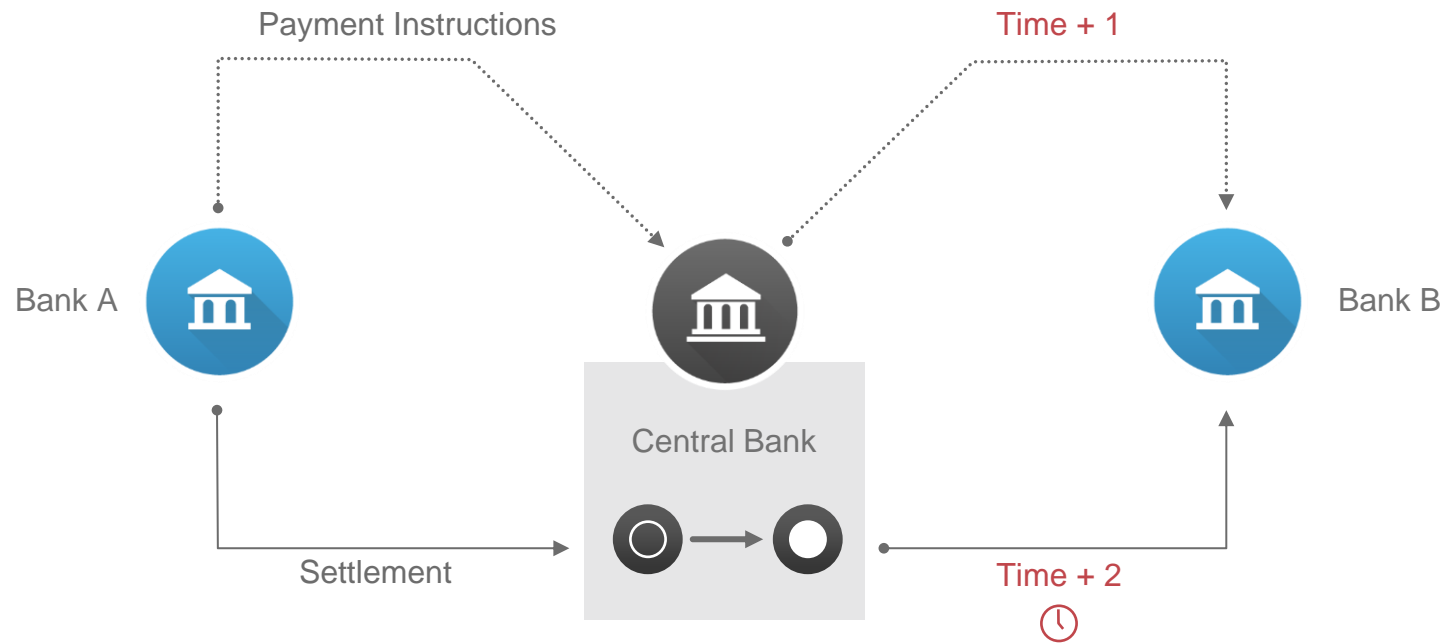 Payment Instructions
Time + 1
Bank A
Bank B
Central Bank
Settlement
Time + 2